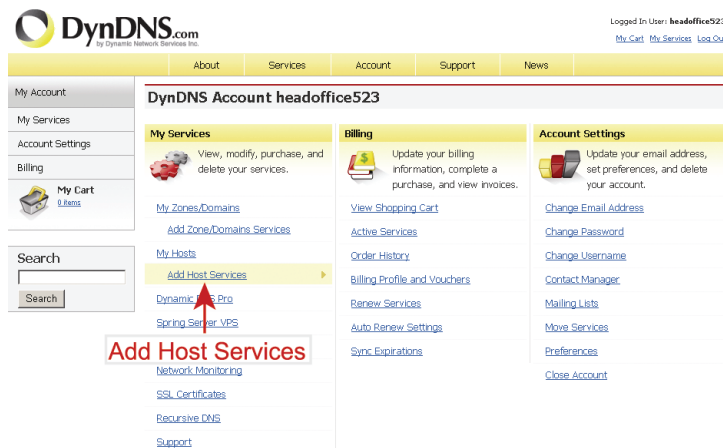 DynDNS.com
by Dynamic Network Services Inc.
Logged In User: headoffice523
My Cart My Services Log Ou
About Services Account Support News
My Account
My Services
Account Settings
Billing
My Cart
0 items
Search
Search
DynDNS Account headoffice523
My Services
View, modify, purchase, and
delete your services.
My Zones/Domains
Add Zone/Domains Services
My Hosts
Add Host Services
Dynamic DNS Pro
Spring Server VPS
Add Host Services
Network Monitoring
SSL Certificates
Recursive DNS
Support
Billing
Update your billing
information, complete a
purchase, and view invoices.
View Shopping Cart
Active Services
Order History
Billing Profile and Vouchers
Renew Services
Auto Renew Settings
Sync Expirations
Account Settings
Update your email address,
set preferences, and delete
your account.
Change Email Address
Change Password
Change Username
Contact Manager
Mailing Lists
Move Services
Preferences
Close Account